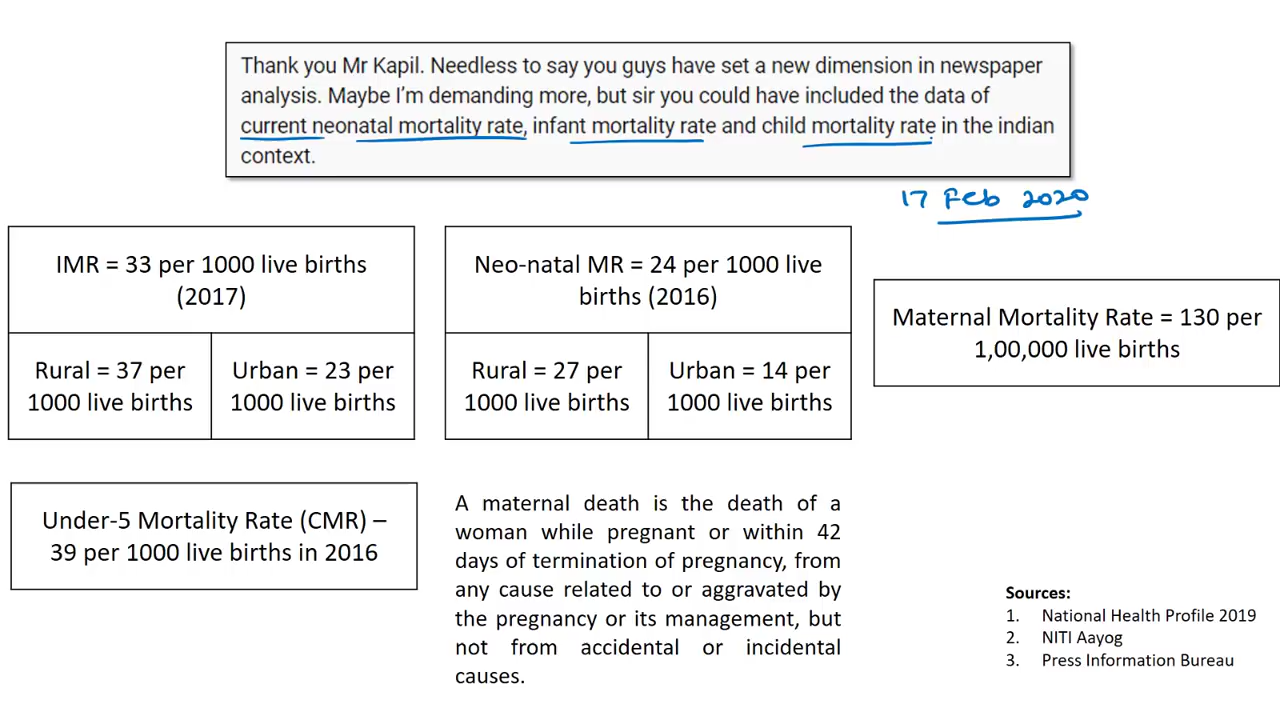 Thank you Mr Kapil. Needless to say you guys have set a new dimension in newspaper
analysis. Maybe I'm demanding more, but sir you could have included the data of
current neonatal mortality rate, infant mortality rate and child mortality rate in the indian
context.
17 Feb 2020
IMR = 33 per 1000 live births
(2017)
Rural = 37 per
1000 live births
Urban = 23 per
1000 live births
Neo-natal MR = 24 per 1000 live
births (2016)
Rural = 27 per
1000 live births
Urban = 14 per
1000 live births
Maternal Mortality Rate = 130 per
1,00,000 live births
Under-5 Mortality Rate (CMR) –
39 per 1000 live births in 2016
A maternal death is the death of a
woman while pregnant or within 42
days of termination of pregnancy, from
any cause related to or aggravated by
the pregnancy or its management, but
not from accidental or incidental
causes.
Sources:
1. National Health Profile 2019
2. NITI Aayog
3. Press Information Bureau